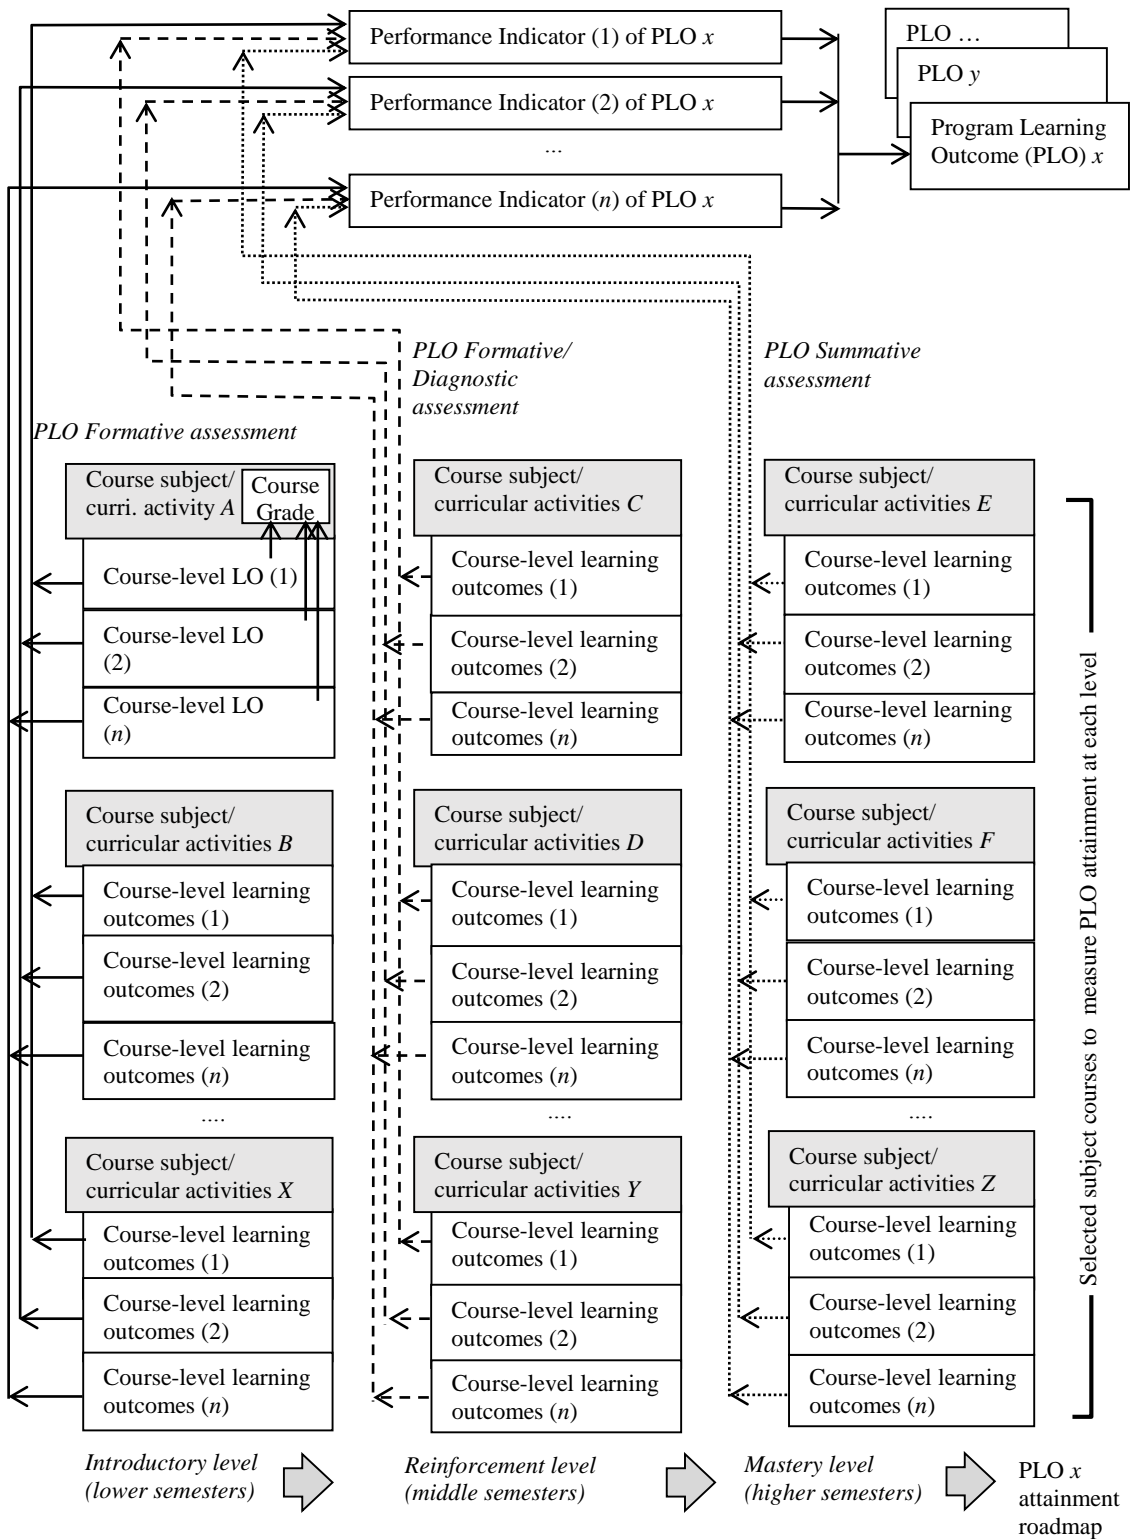 Performance Indicator (1) of PLO x
Performance Indicator (2) of PLO x
...
Performance Indicator (n) of PLO x
PLO …
PLO y
Program Learning
Outcome (PLO) x
PLO Formative/
Diagnostic
assessment
PLO Summative
assessment
PLO Formative assessment
Course subject/
curri. activity A
Course
Grade
Course-level LO (1)
Course-level LO
(2)
Course-level LO
(n)
Course subject/
curricular activities B
Course-level learning
outcomes (1)
Course-level learning
outcomes (2)
Course-level learning
outcomes (n)
....
Course subject/
curricular activities X
Course-level learning
outcomes (1)
Course-level learning
outcomes (2)
Course-level learning
outcomes (n)
Course subject/
curricular activities C
Course-level learning
outcomes (1)
Course-level learning
outcomes (2)
Course-level learning
outcomes (n)
Course subject/
curricular activities D
Course-level learning
outcomes (1)
Course-level learning
outcomes (2)
Course-level learning
outcomes (n)
....
Course subject/
curricular activities Y
Course-level learning
outcomes (1)
Course-level learning
outcomes (2)
Course-level learning
outcomes (n)
Course subject/
curricular activities E
Course-level learning
outcomes (1)
Course-level learning
outcomes (2)
Course-level learning
outcomes (n)
Course subject/
curricular activities F
Course-level learning
outcomes (1)
Course-level learning
outcomes (2)
Course-level learning
outcomes (n)
....
Course subject/
curricular activities Z
Course-level learning
outcomes (1)
Course-level learning
outcomes (2)
Course-level learning
outcomes (n)
Selected subject courses to measure PLO attainment at each level
Introductory level
(lower semesters)
Reinforcement level
(middle semesters)
Mastery level
(higher semesters)
PLO x
attainment
roadmap